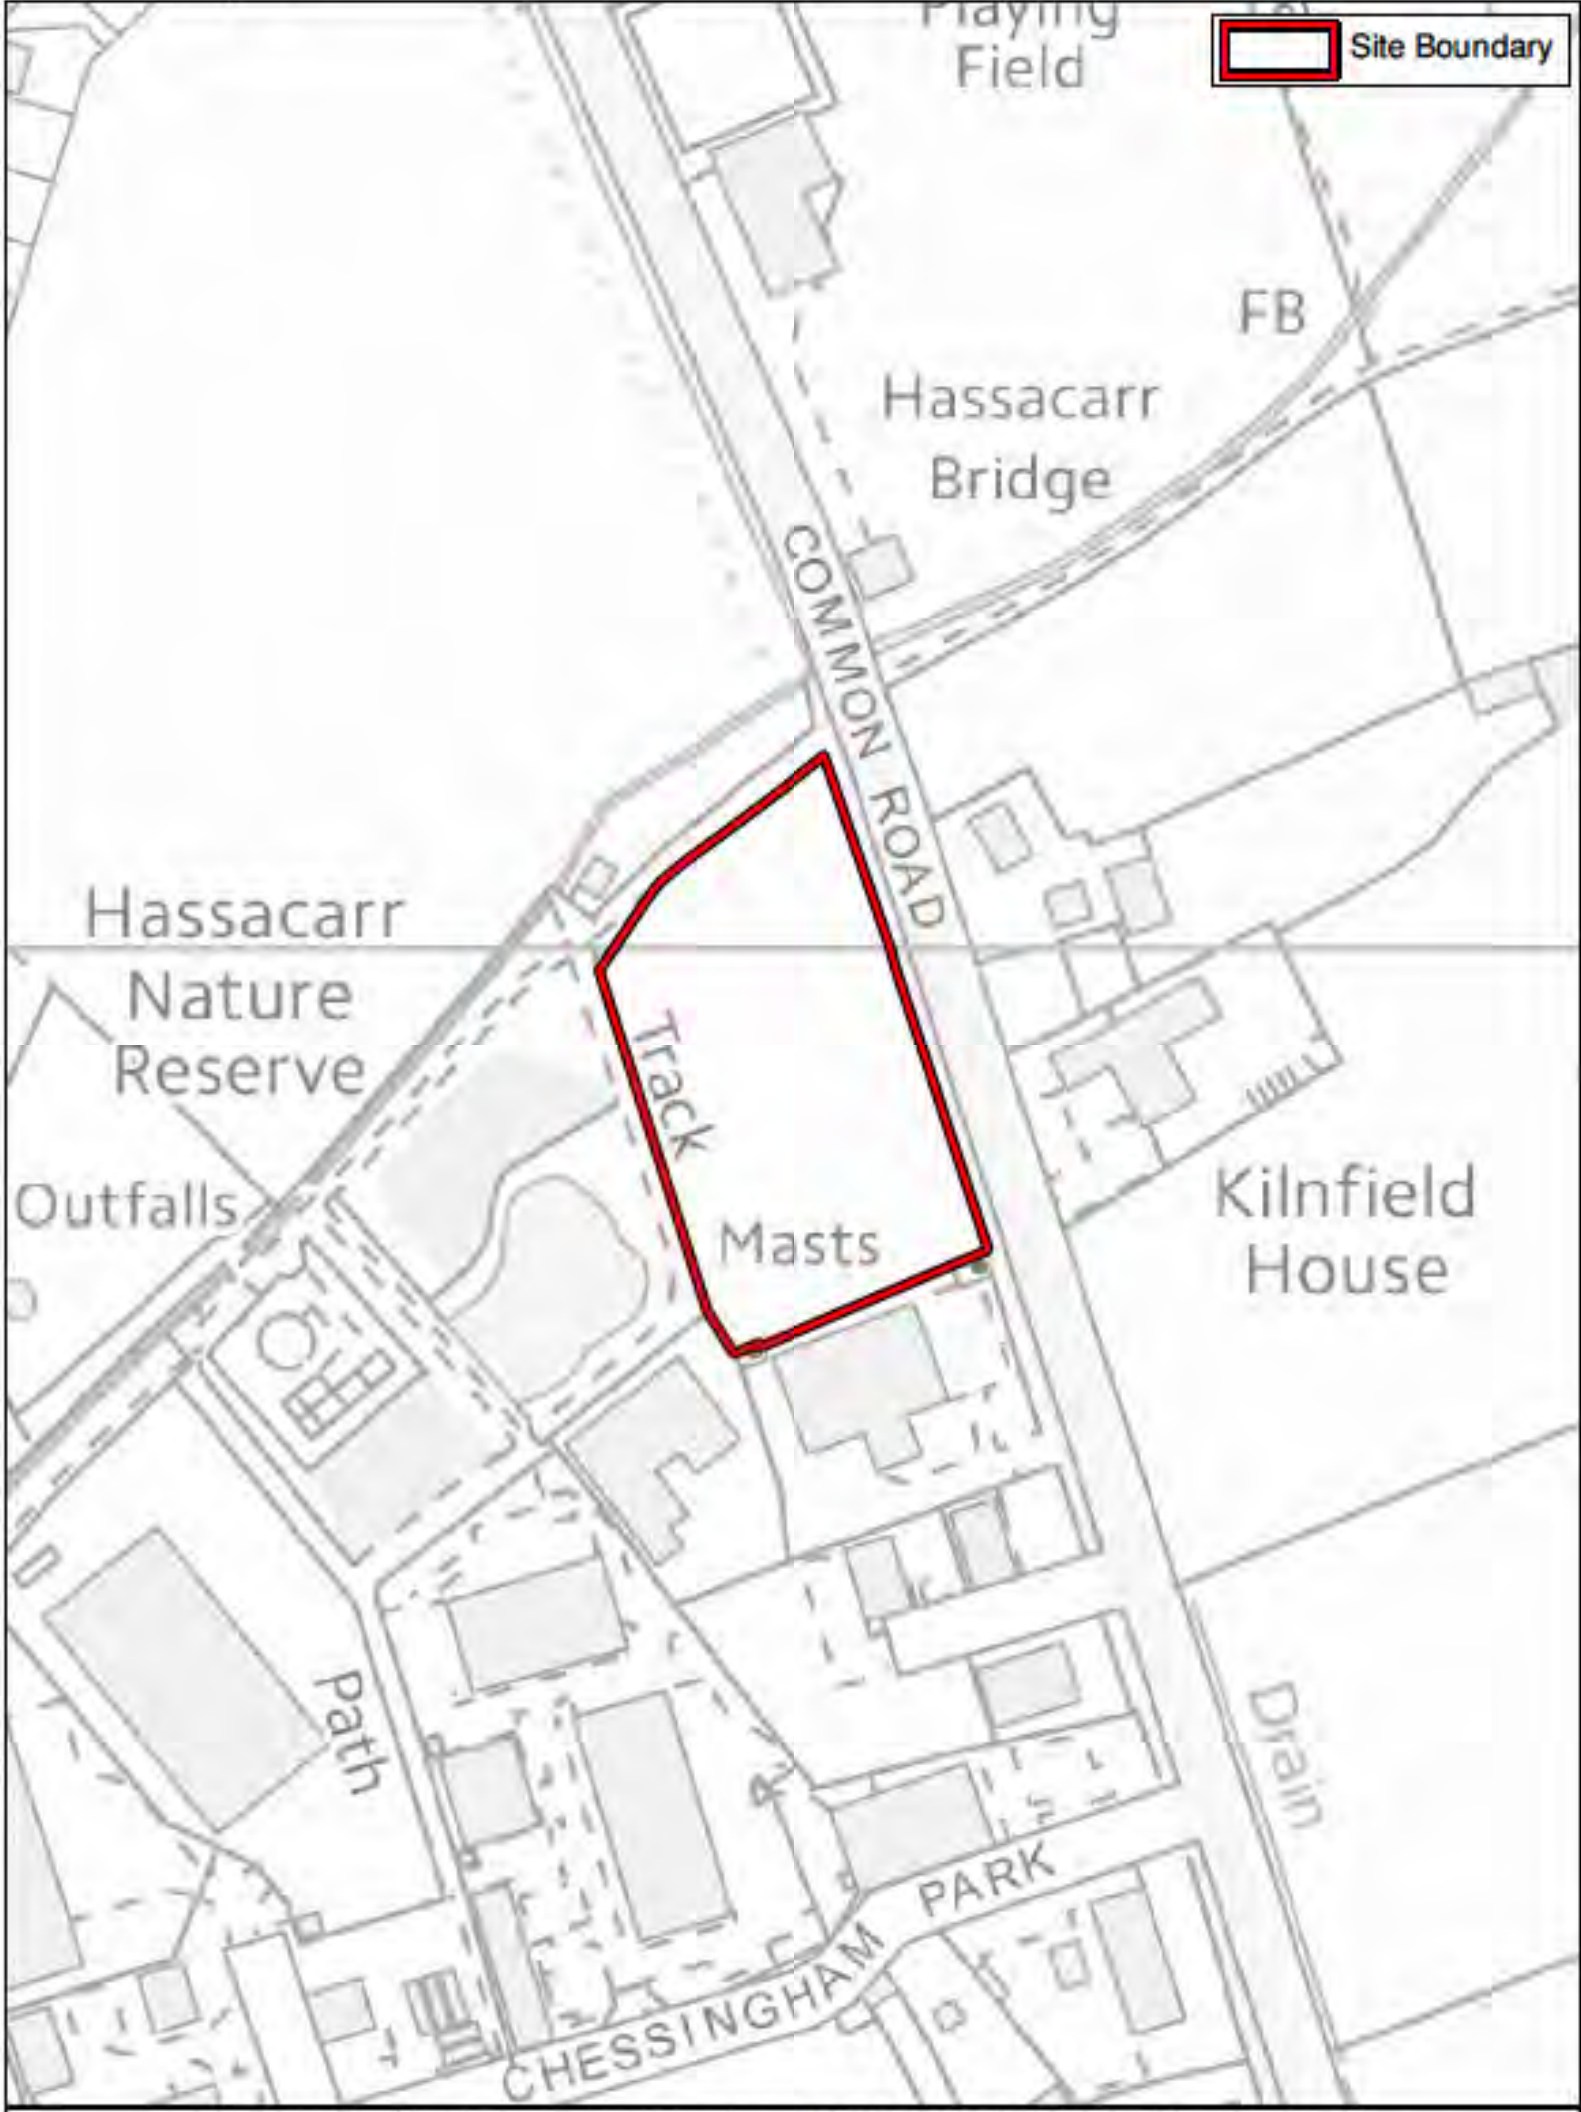 Playing
Field
Site Boundary
FB
Hassacarr
Bridge
COMMON ROAD
Hassacarr
Nature
Reserve
Track
Outfalls
Masts
Kilnfield
House
Path
Drain
CHESSINGHAM PARK